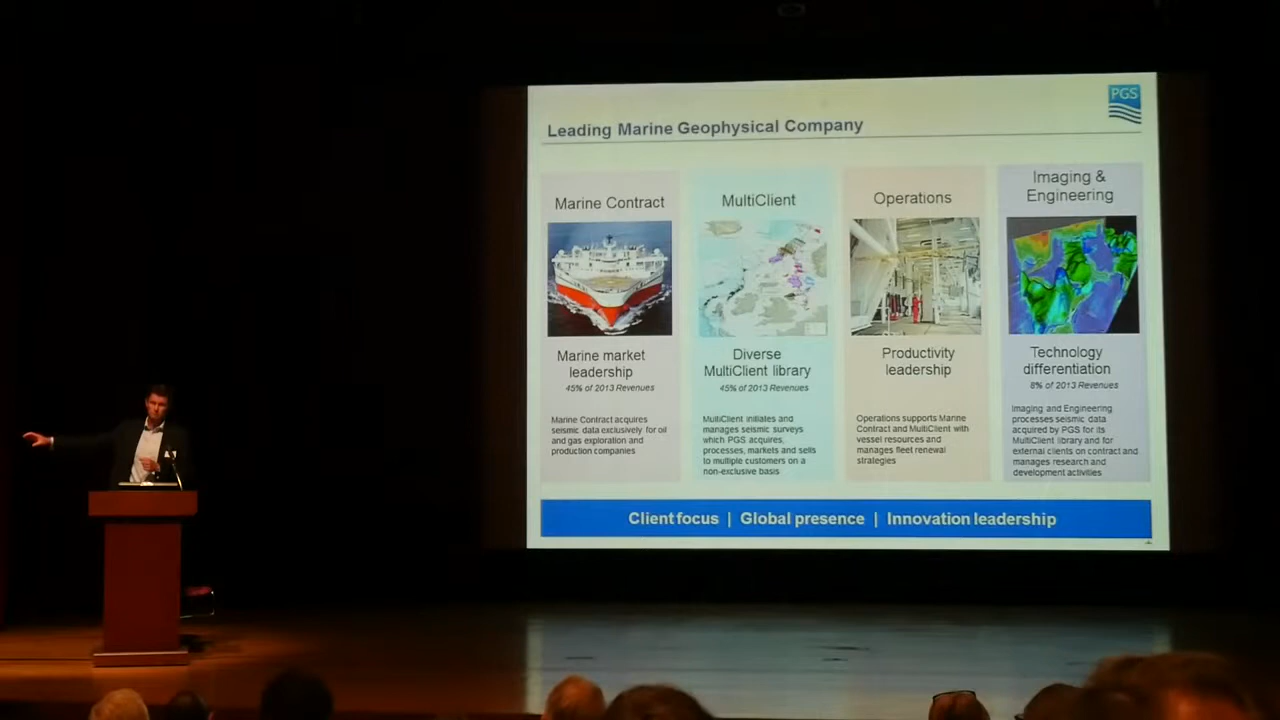 PGS
Leading Marine Geophysical Company
Marine Contract
Marine market
leadership
45% of 2013 Revenues
Marine Contract acquires
seismic data exclusively for oil
and gas exploration and
production companies
MultiClient
Diverse
MultiClient library
45% of 2013 Revenues
MultiClient initiates and
manages seismic surveys
which PGS acquires,
processes, markets and sells
to multiple customers on a
non-exclusive basis
Operations
Productivity
leadership
Operations supports Marine
Contract and MultiClient with
vessel resources and
manages fleet renewal
strategies
Imaging &
Engineering
Technology
differentiation
8% of 2013 Revenues
Imaging and Engineering
processes seismic data
acquired by PGS for its
MultiClient library and for
external clients on contract and
manages research and
development activities
Client focus | Global presence | Innovation leadership